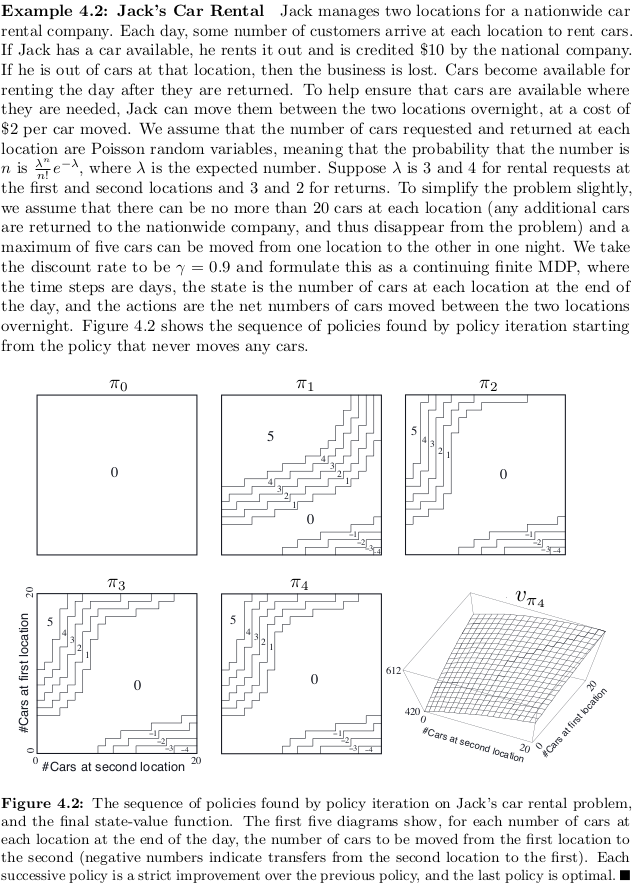 Example 4.2: Jack's Car Rental Jack manages two locations for a nationwide car
rental company. Each day, some number of customers arrive at each location to rent cars.
If Jack has a car available, he rents it out and is credited $10 by the national company.
If he is out of cars at that location, then the business is lost. Cars become available for
renting the day after they are returned. To help ensure that cars are available where
they are needed, Jack can move them between the two locations overnight, at a cost of
$2 per car moved. We assume that the number of cars requested and returned at each
location are Poisson random variables, meaning that the probability that the number is
n is λⁿ/n! e^−λ, where λ is the expected number. Suppose λ is 3 and 4 for rental requests at
the first and second locations and 3 and 2 for returns. To simplify the problem slightly,
we assume that there can be no more than 20 cars at each location (any additional cars
are returned to the nationwide company, and thus disappear from the problem) and a
maximum of five cars can be moved from one location to the other in one night. We take
the discount rate to be γ = 0.9 and formulate this as a continuing finite MDP, where
the time steps are days, the state is the number of cars at each location at the end of
the day, and the actions are the net numbers of cars moved between the two locations
overnight. Figure 4.2 shows the sequence of policies found by policy iteration starting
from the policy that never moves any cars.
π0 π1 π2
0
5
4
3
2
1
4
3
2
1
0
−1
−2
−3
−4
5
4
3
2
1
0
−1
−2
−3 −4
π3 π4 vπ4
20
#Cars at first location
0
5
4
3
2
1
0
−1
−2
−3 −4
0 #Cars at second location 20
5
4
3
2
1
0
−1
−2
−3 −4
612
420
0
#Cars at second location
20
0
#Cars at first location
20
Figure 4.2: The sequence of policies found by policy iteration on Jack's car rental problem,
and the final state-value function. The first five diagrams show, for each number of cars at
each location at the end of the day, the number of cars to be moved from the first location to
the second (negative numbers indicate transfers from the second location to the first). Each
successive policy is a strict improvement over the previous policy, and the last policy is optimal. ■